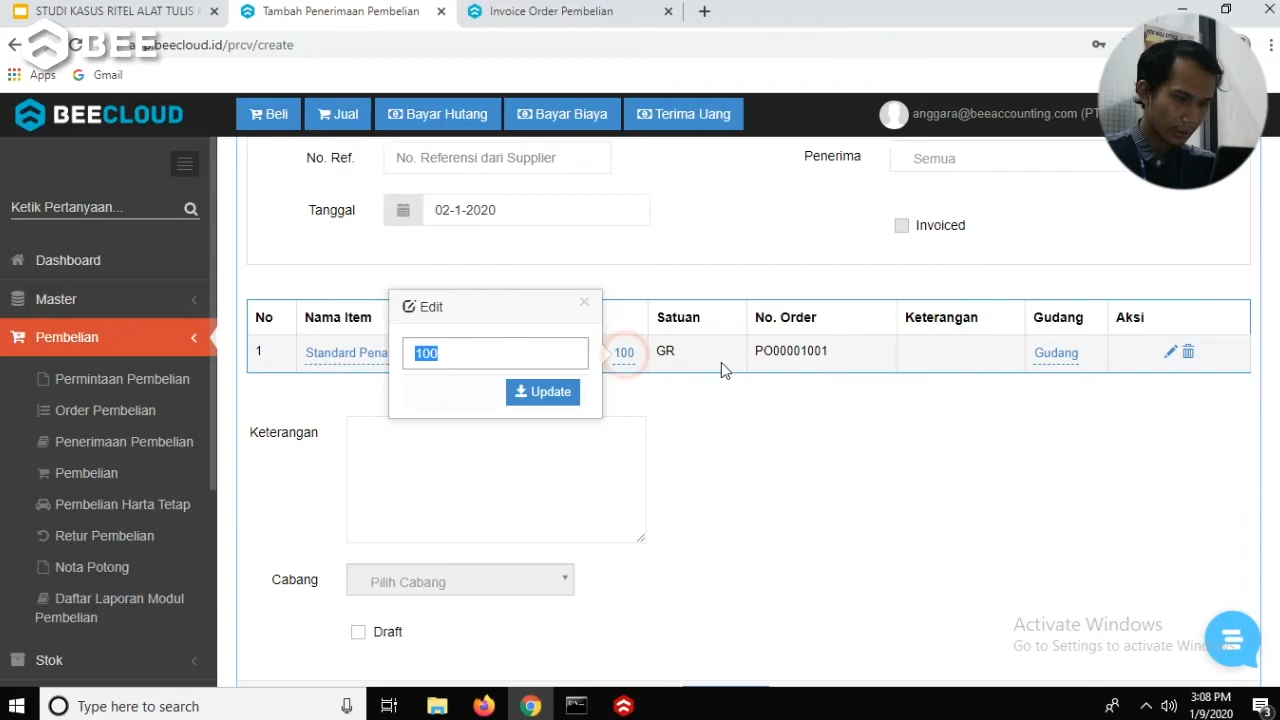 STUDI KASUS RITEL ALAT TULIS
Tambah Penerimaan Pembelian
Invoice Order Pembelian
BEE
.beecloud.id/prcv/create
Apps
Gmail
BEECLOUD
Beli
Jual
Bayar Hutang
Bayar Biaya
Terima Uang
anggara@beeaccounting.com (PT
No. Ref.
No. Referensi dari Supplier
Penerima
Semua
Ketik Pertanyaan...
Tanggal
02-1-2020
Invoiced
Dashboard
Master
Pembelian
Permintaan Pembelian
Order Pembelian
Penerimaan Pembelian
Pembelian
Pembelian Harta Tetap
Retur Pembelian
Nota Potong
Daftar Laporan Modul
Pembelian
Stok
No Nama Item Satuan No. Order Keterangan Gudang Aksi
1 Standard Pena 100 GR PO00001001 Gudang
Edit
100
Update
Keterangan
Cabang
Pilih Cabang
Draft
Activate Windows
Go to Settings to activate
Type here to search
3:08 PM
1/9/2020
3